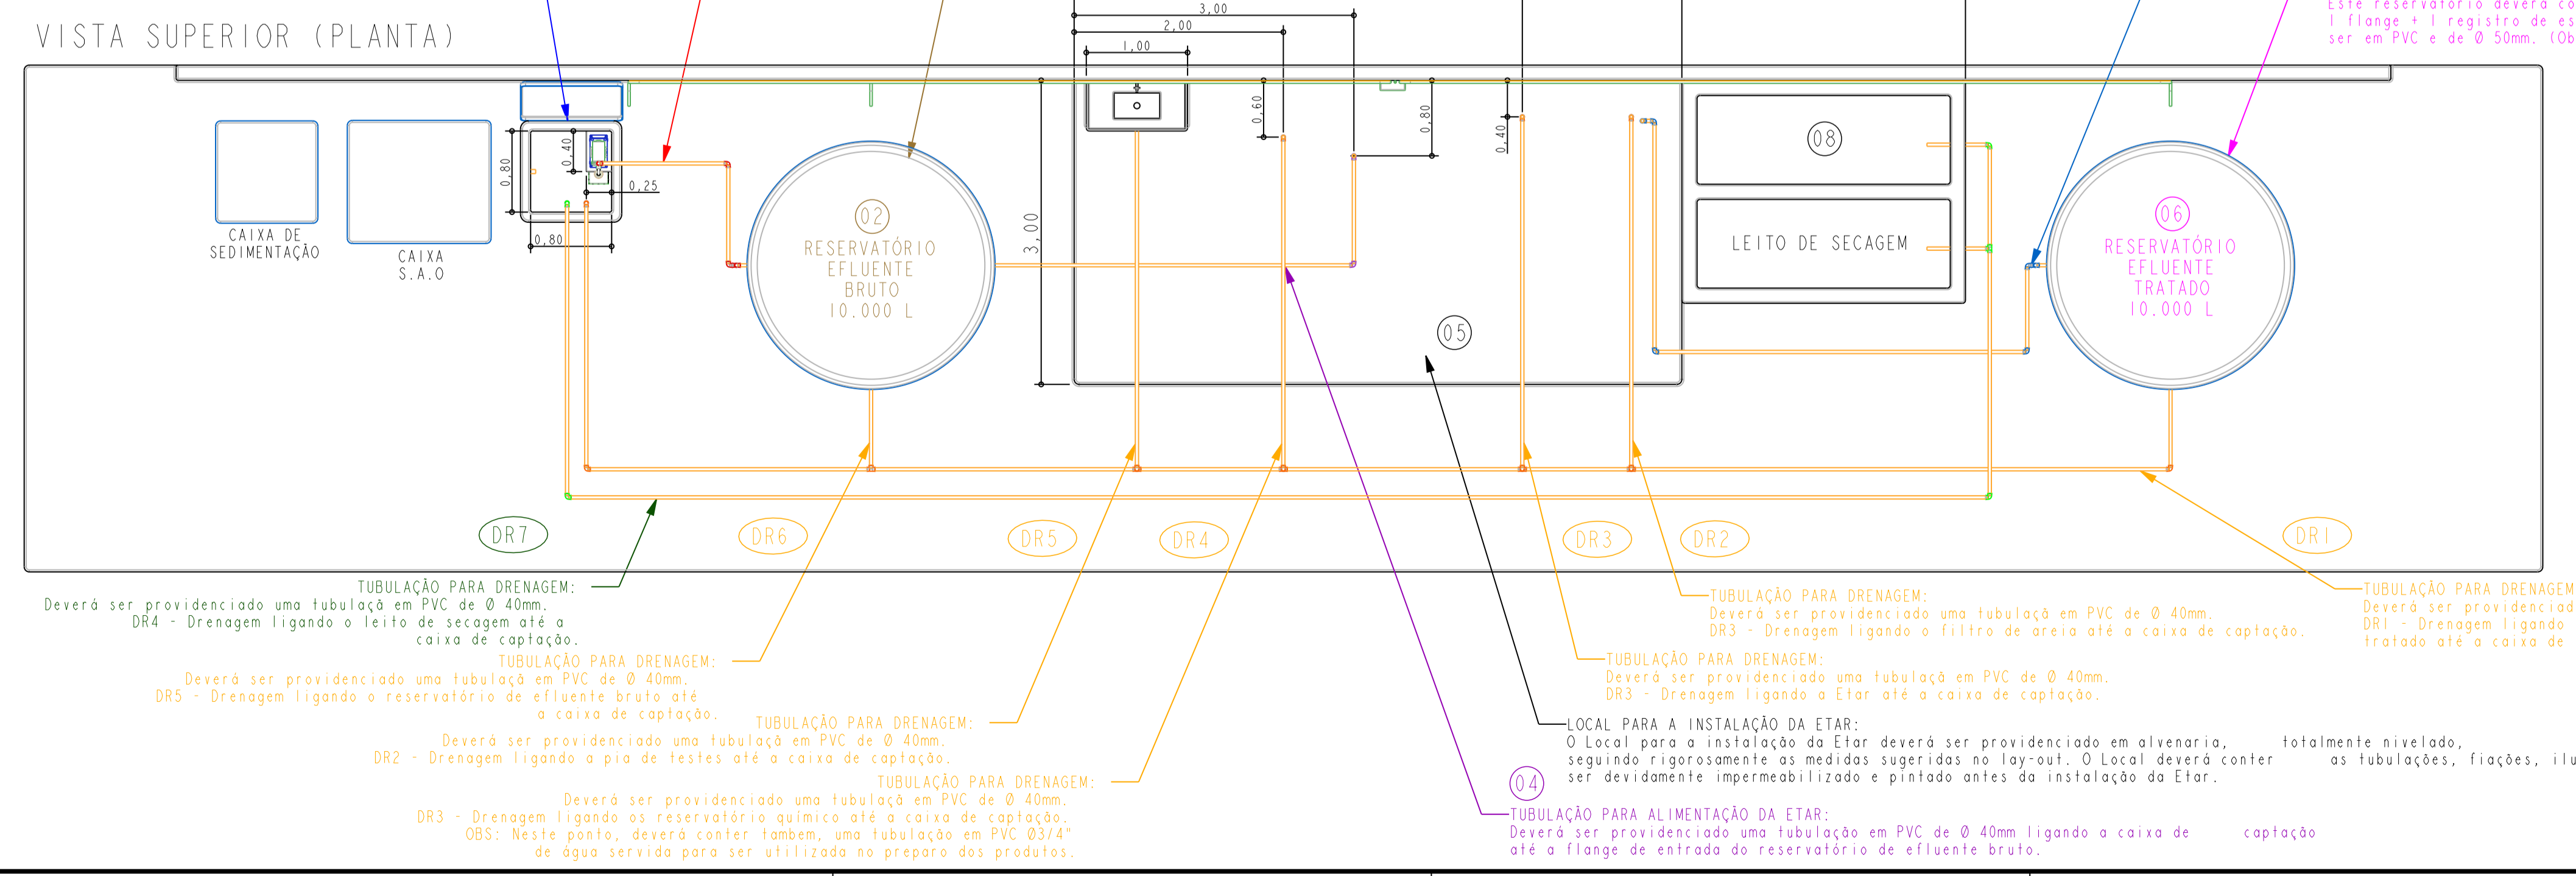 Este reservatório deverá co
1 flange + 1 registro de es
ser em PVC e de Ø 50mm. (Ob
VISTA SUPERIOR (PLANTA)
3,00
2,00
1,00
0,60
0,80
0,40
0,80
0,40
0,25
0,80
3,00
CAIXA DE
SEDIMENTAÇÃO
CAIXA
S.A.O
02
RESERVATÓRIO
EFLUENTE
BRUTO
10.000 L
05
08
LEITO DE SECAGEM
06
RESERVATÓRIO
EFLUENTE
TRATADO
10.000 L
DR7
DR6
DR5
DR4
DR3
DR2
DR1
TUBULAÇÃO PARA DRENAGEM:
Deverá ser providenciado uma tubulaçã em PVC de Ø 40mm.
DR4 - Drenagem ligando o leito de secagem até a
caixa de captação.
TUBULAÇÃO PARA DRENAGEM:
Deverá ser providenciado uma tubulaçã em PVC de Ø 40mm.
DR5 - Drenagem ligando o reservatório de efluente bruto até
a caixa de captação.
TUBULAÇÃO PARA DRENAGEM:
Deverá ser providenciado uma tubulaçã em PVC de Ø 40mm.
DR2 - Drenagem ligando a pia de testes até a caixa de captação.
TUBULAÇÃO PARA DRENAGEM:
Deverá ser providenciado uma tubulaçã em PVC de Ø 40mm.
DR3 - Drenagem ligando os reservatório químico até a caixa de captação.
OBS: Neste ponto, deverá conter tambem, uma tubulação em PVC Ø3/4"
de água servida para ser utilizada no preparo dos produtos.
TUBULAÇÃO PARA DRENAGEM:
Deverá ser providenciado uma tubulaçã em PVC de Ø 40mm.
DR3 - Drenagem ligando o filtro de areia até a caixa de captação.
TUBULAÇÃO PARA DRENAGEM:
Deverá ser providenciado uma tubulaçã em PVC de Ø 40mm.
DR3 - Drenagem ligando a Etar até a caixa de captação.
TUBULAÇÃO PARA DRENAGEM
Deverá ser providenciad
DR1 - Drenagem ligando
tratado até a caixa de
LOCAL PARA A INSTALAÇÃO DA ETAR:
O Local para a instalação da Etar deverá ser providenciado em alvenaria, totalmente nivelado,
seguindo rigorosamente as medidas sugeridas no lay-out. O Local deverá conter as tubulações, fiações, ilu
ser devidamente impermeabilizado e pintado antes da instalação da Etar.
04
TUBULAÇÃO PARA ALIMENTAÇÃO DA ETAR:
Deverá ser providenciado uma tubulação em PVC de Ø 40mm ligando a caixa de captação
até a flange de entrada do reservatório de efluente bruto.